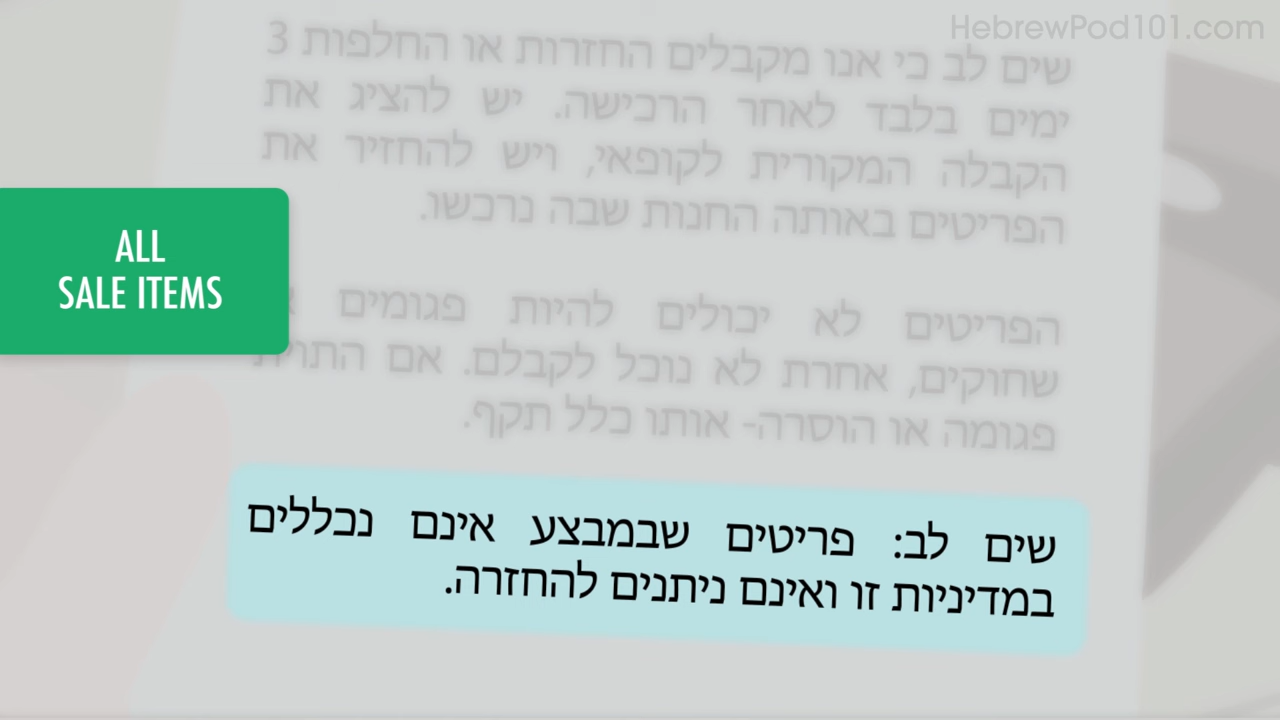 HebrewPod101.com
שים לב כי אנו מקבלים החזרות או החלפות 3
ימים בלבד לאחר הרכישה. יש להציג את
הקבלה המקורית לקופאי, ויש להחזיר את
הפריטים באותה החנות שבה נרכשו.
ALL
SALE ITEMS
הפריטים לא יכולים להיות פגומים
שחוקים, אחרת לא נוכל לקבלם. אם התווית
פגומה או הוסרה- אותו כלל תקף.
שים לב: פריטים שבמבצע אינם נכללים
במדיניות זו ואינם ניתנים להחזרה.